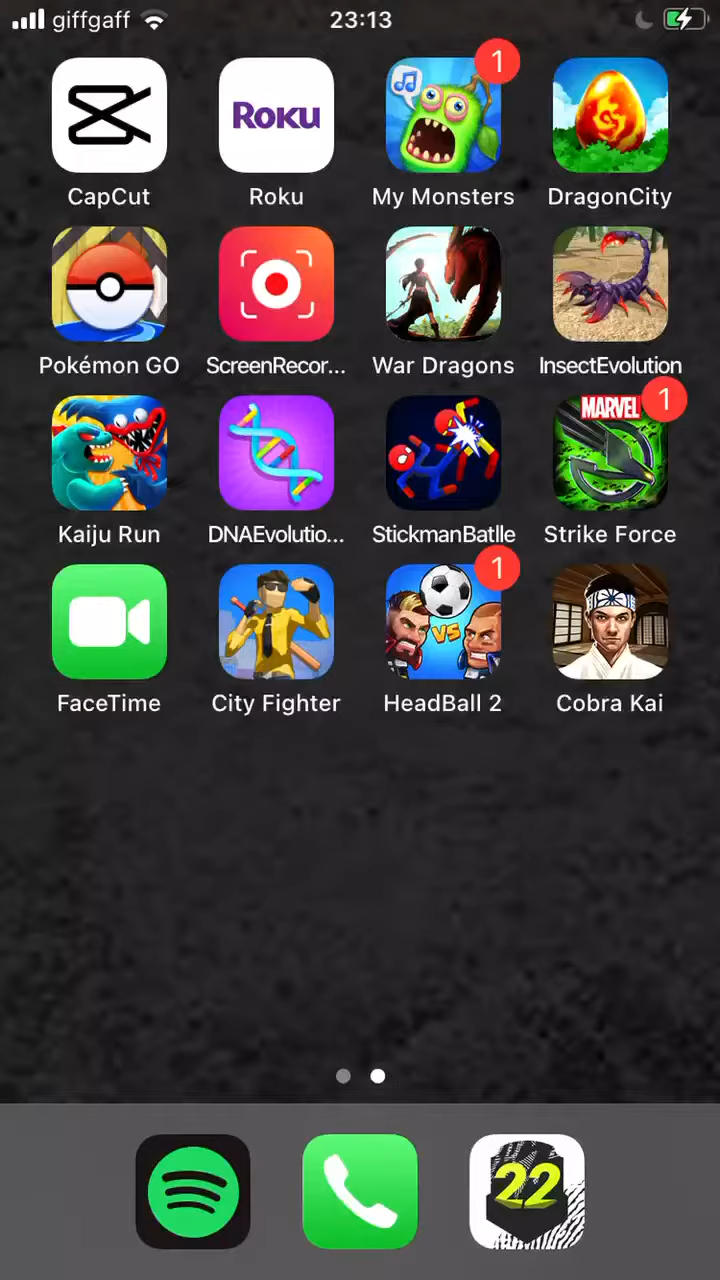 giffgaff 23:13
1
Roku
CapCut Roku My Monsters DragonCity
Pokémon GO ScreenRecor... War Dragons InsectEvolution
MARVEL 1
Kaiju Run DNAEvolutio... StickmanBatlle Strike Force
1
VS
FaceTime City Fighter HeadBall 2 Cobra Kai
22